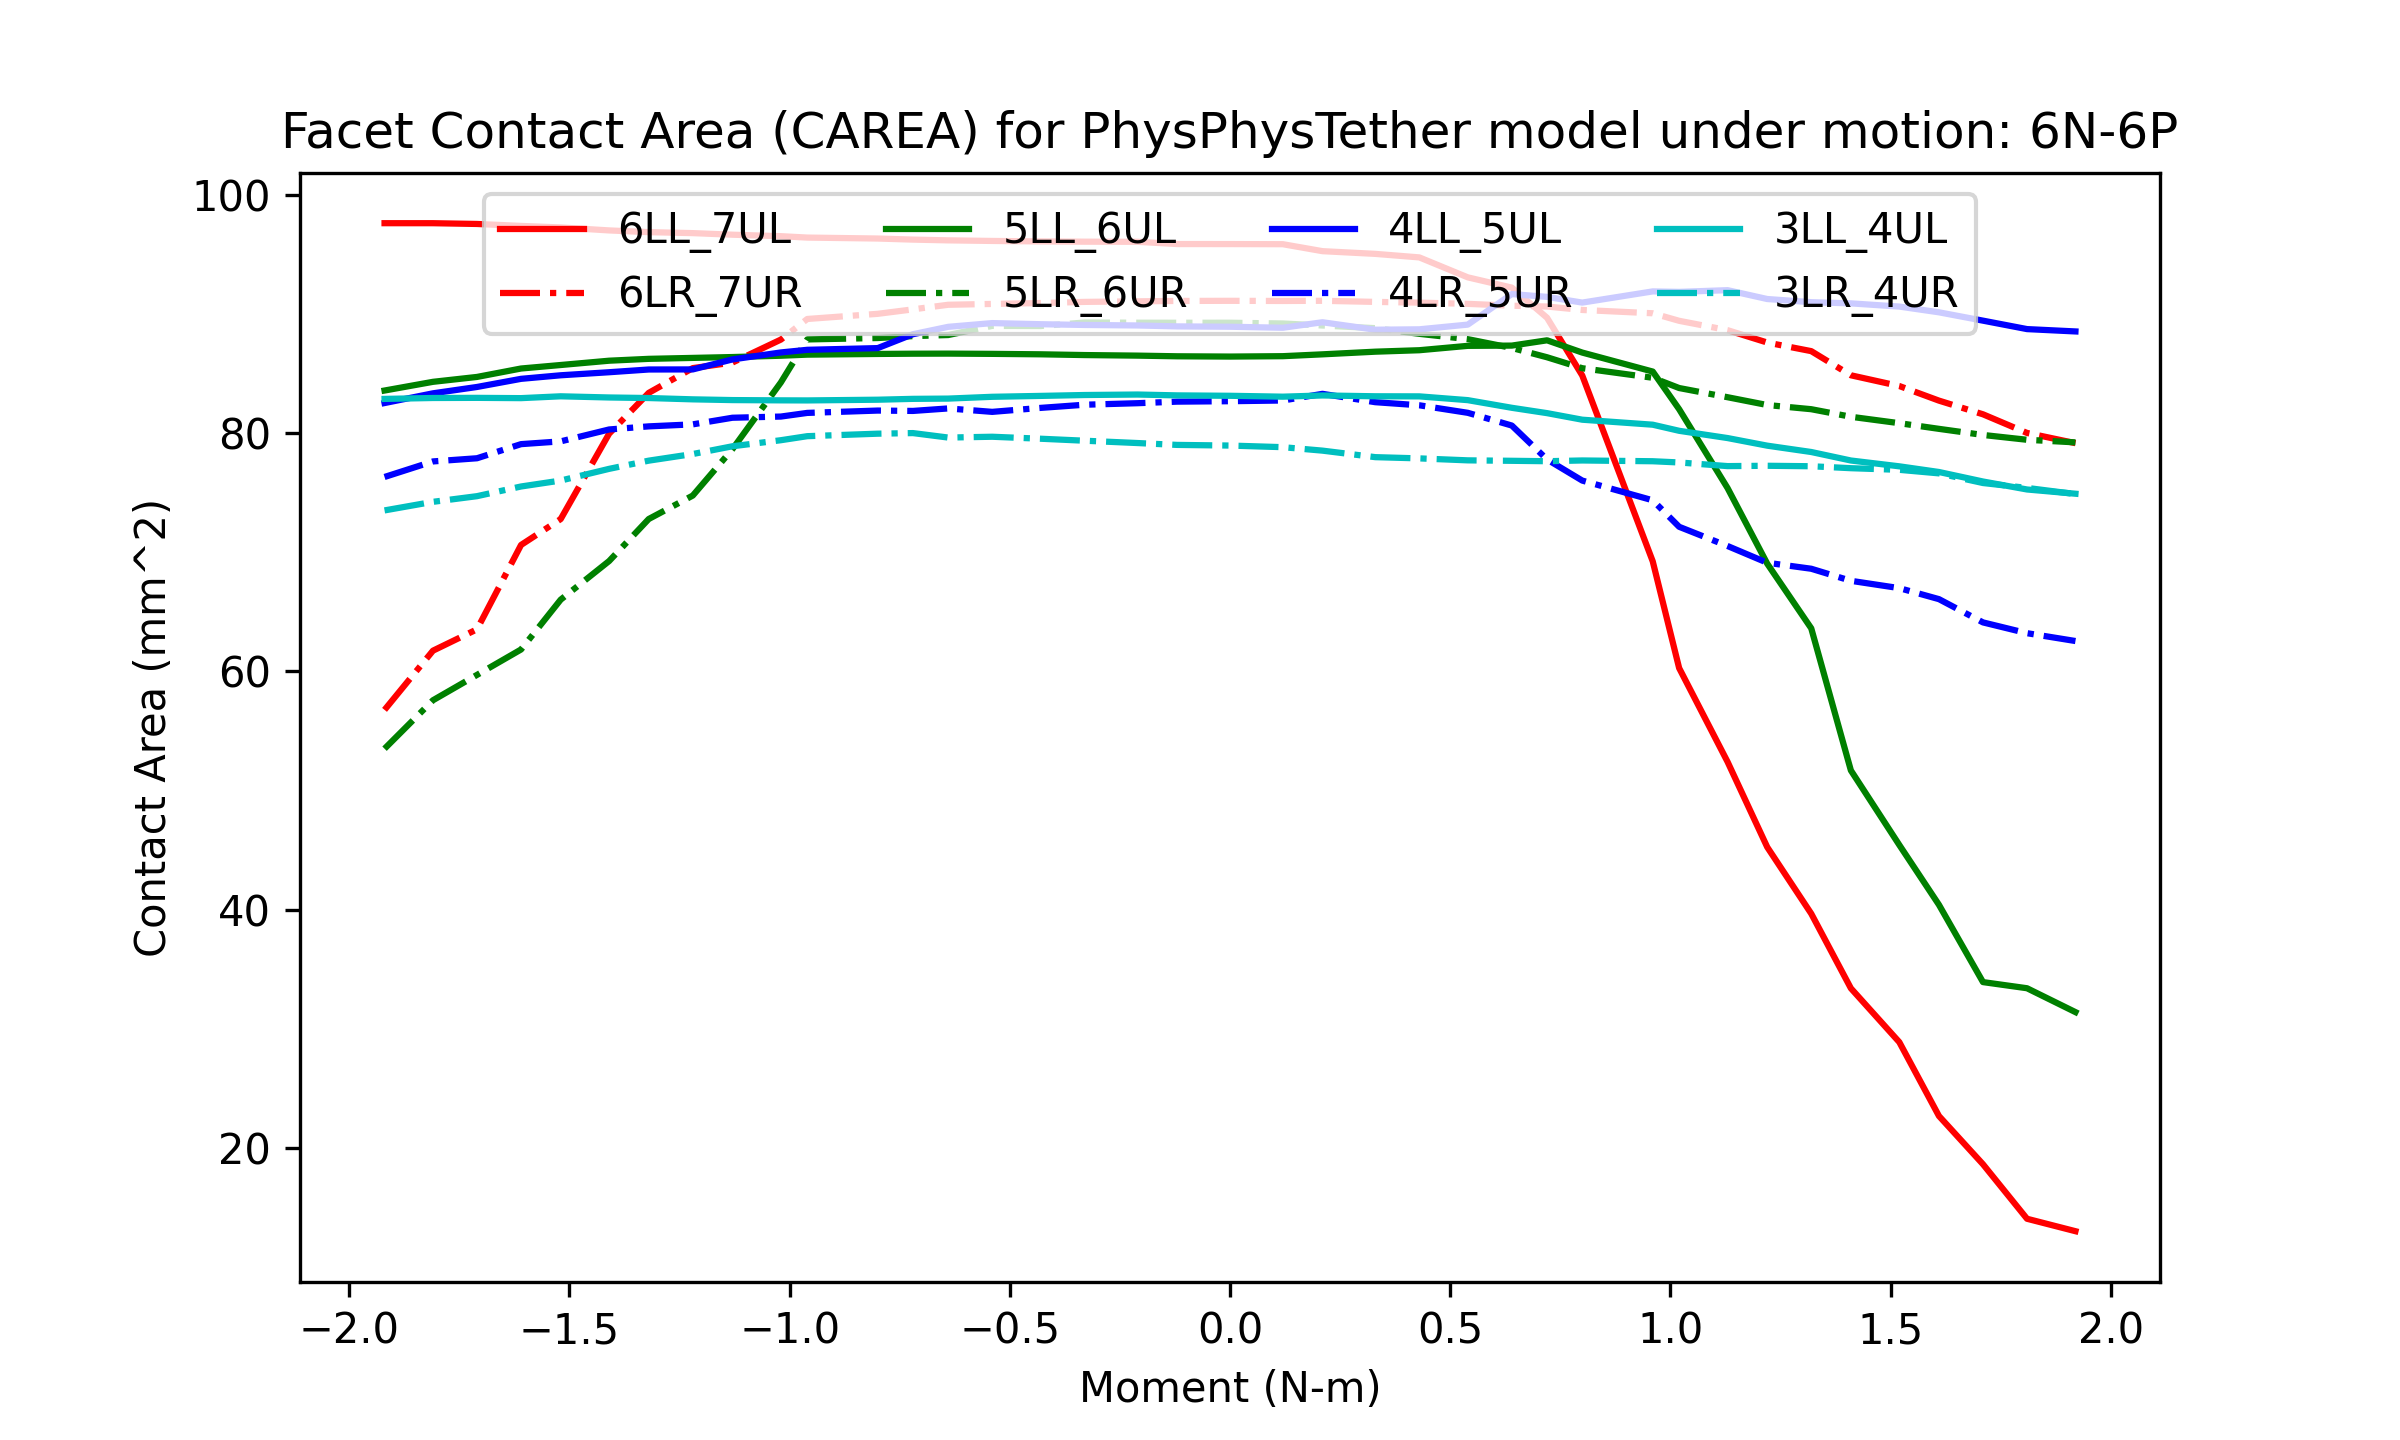 Facet Contact Area (CAREA) for PhysPhysTether model under motion: 6N-6P
100
80
60
40
20
Contact Area (mm^2)
6LL_7UL
5LL_6UL
4LL_5UL
3LL_4UL
6LR_7UR
5LR_6UR
4LR_5UR
3LR_4UR
−2.0
−1.5
−1.0
−0.5
0.0
0.5
1.0
1.5
2.0
Moment (N-m)